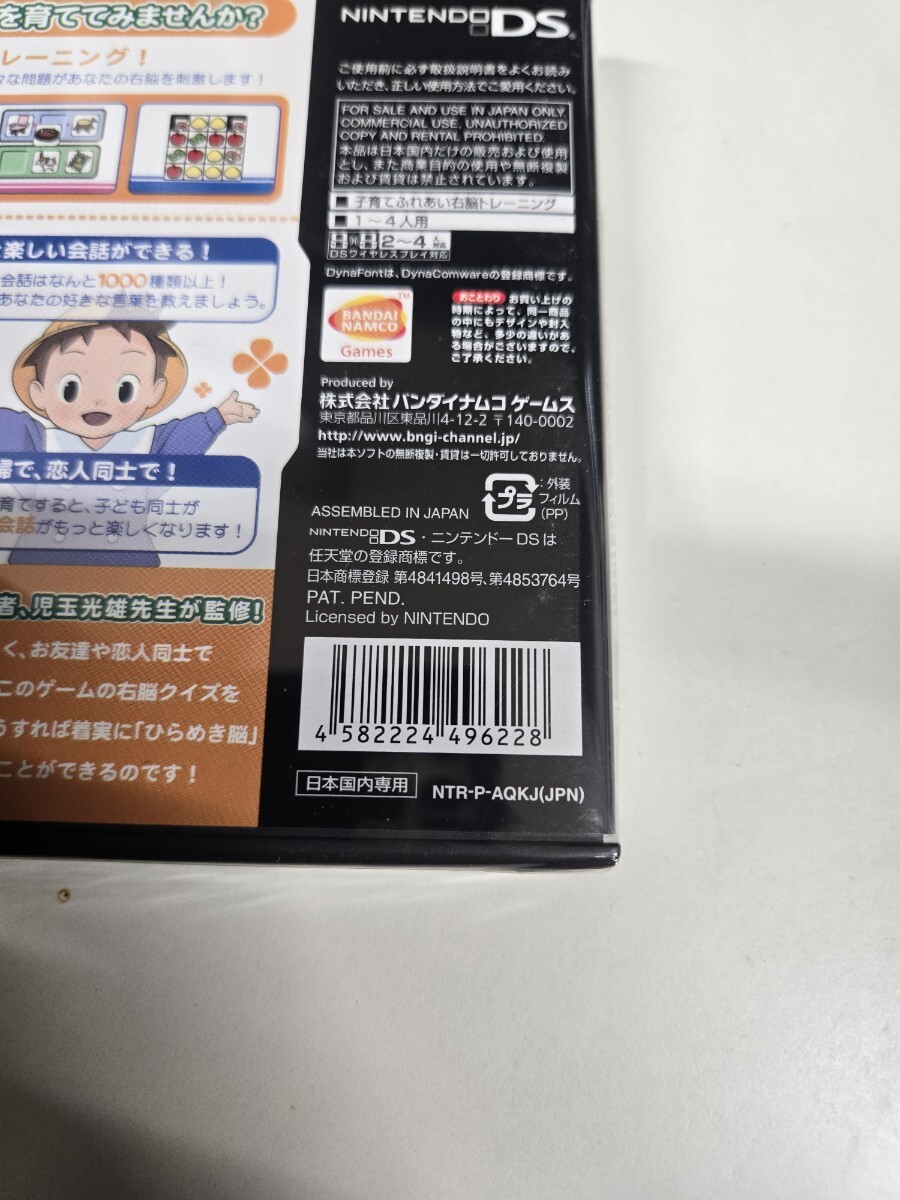 を育ててみませんか?
レーニング!
な問題があなたの右脳を刺激します!
楽しい会話ができる!
会話はなんと1000種類以上!
あなたの好きな言葉を教えましょう。
婦で、恋人同士で!
育てすると、子ども同士が
会話がもっと楽しくなります!
者、児玉光雄先生が監修!
く、お友達や恋人同士で
このゲームの右脳クイズを
うすれば着実に「ひらめき脳」
ことができるのです!
NINTENDO DS®
ご使用前に必ず取扱説明書をよくお読み
いただき、正しい使用方法でご愛用ください。
FOR SALE AND USE IN JAPAN ONLY.
COMMERCIAL USE, UNAUTHORIZED
COPY AND RENTAL PROHIBITED.
本品は日本国内だけの販売および使用
とし、また商業目的の使用や無断複製
および賃貸は禁止されています。
子育てふれあい右脳トレーニング
1〜4人用
2〜4人対応
DSワイヤレスプレイ対応
DynaFontは、DynaComwareの登録商標です。
BANDAI
NAMCO
Games
TM
おことわり お買い上げの
時期によって、同一商品
の中にもデザインや封入
物など、多少の違いがあ
る場合がございますので、
ご了承ください。
Produced by
株式会社 バンダイナムコ ゲームス
東京都品川区東品川4-12-2 〒140-0002
http://www.bngi-channel.jp/
当社は本ソフトの無断複製・賃貸は一切許可しておりません。
プラ
:外装
フィルム
(PP)
ASSEMBLED IN JAPAN
NINTENDO DS・ニンテンドーDSは
任天堂の登録商標です。
日本商標登録 第4841498号、第4853764号
PAT. PEND.
Licensed by NINTENDO
4 582224 496228
日本国内専用
NTR-P-AQKJ(JPN)